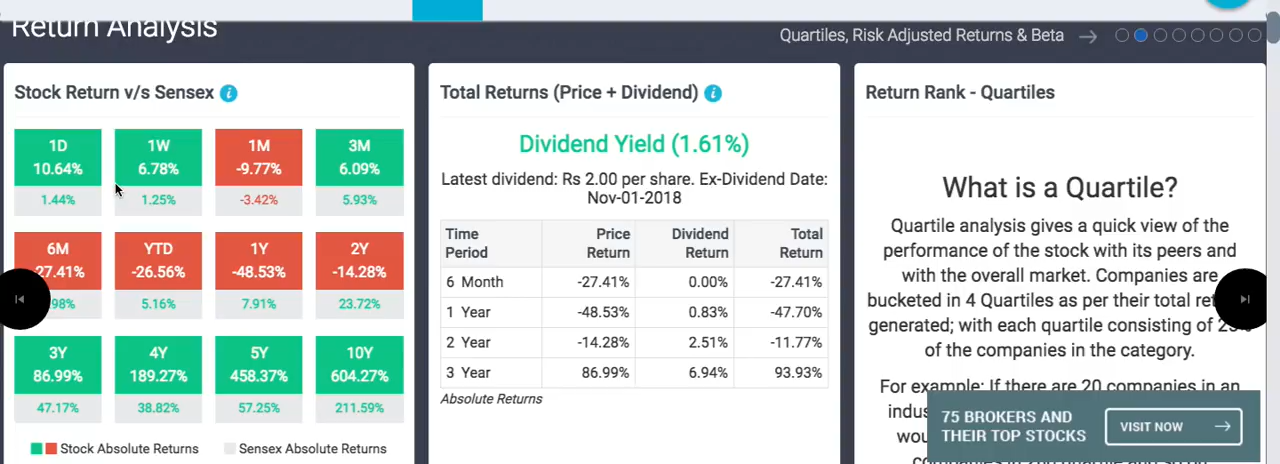 Return Analysis
Quartiles, Risk Adjusted Returns & Beta
Stock Return v/s Sensex
1D
10.64%
1.44%
1W
6.78%
1.25%
1M
-9.77%
-3.42%
3M
6.09%
5.93%
6M
27.41%
98%
YTD
-26.56%
5.16%
1Y
-48.53%
7.91%
2Y
-14.28%
23.72%
3Y
86.99%
47.17%
4Y
189.27%
38.82%
5Y
458.37%
57.25%
10Y
604.27%
211.59%
Stock Absolute Returns
Sensex Absolute Returns
Total Returns (Price + Dividend)
Dividend Yield (1.61%)
Latest dividend: Rs 2.00 per share. Ex-Dividend Date:
Nov-01-2018
Time Period Price Return Dividend Return Total Return
6 Month -27.41% 0.00% -27.41%
1 Year -48.53% 0.83% -47.70%
2 Year -14.28% 2.51% -11.77%
3 Year 86.99% 6.94% 93.93%
Absolute Returns
Return Rank - Quartiles
What is a Quartile?
Quartile analysis gives a quick view of the
performance of the stock with its peers and
with the overall market. Companies are
bucketed in 4 Quartiles as per their total
generated; with each quartile consisting of
of the companies in the category.
For example: If there are 20 companies in an
75 BROKERS AND
THEIR TOP STOCKS
VISIT NOW